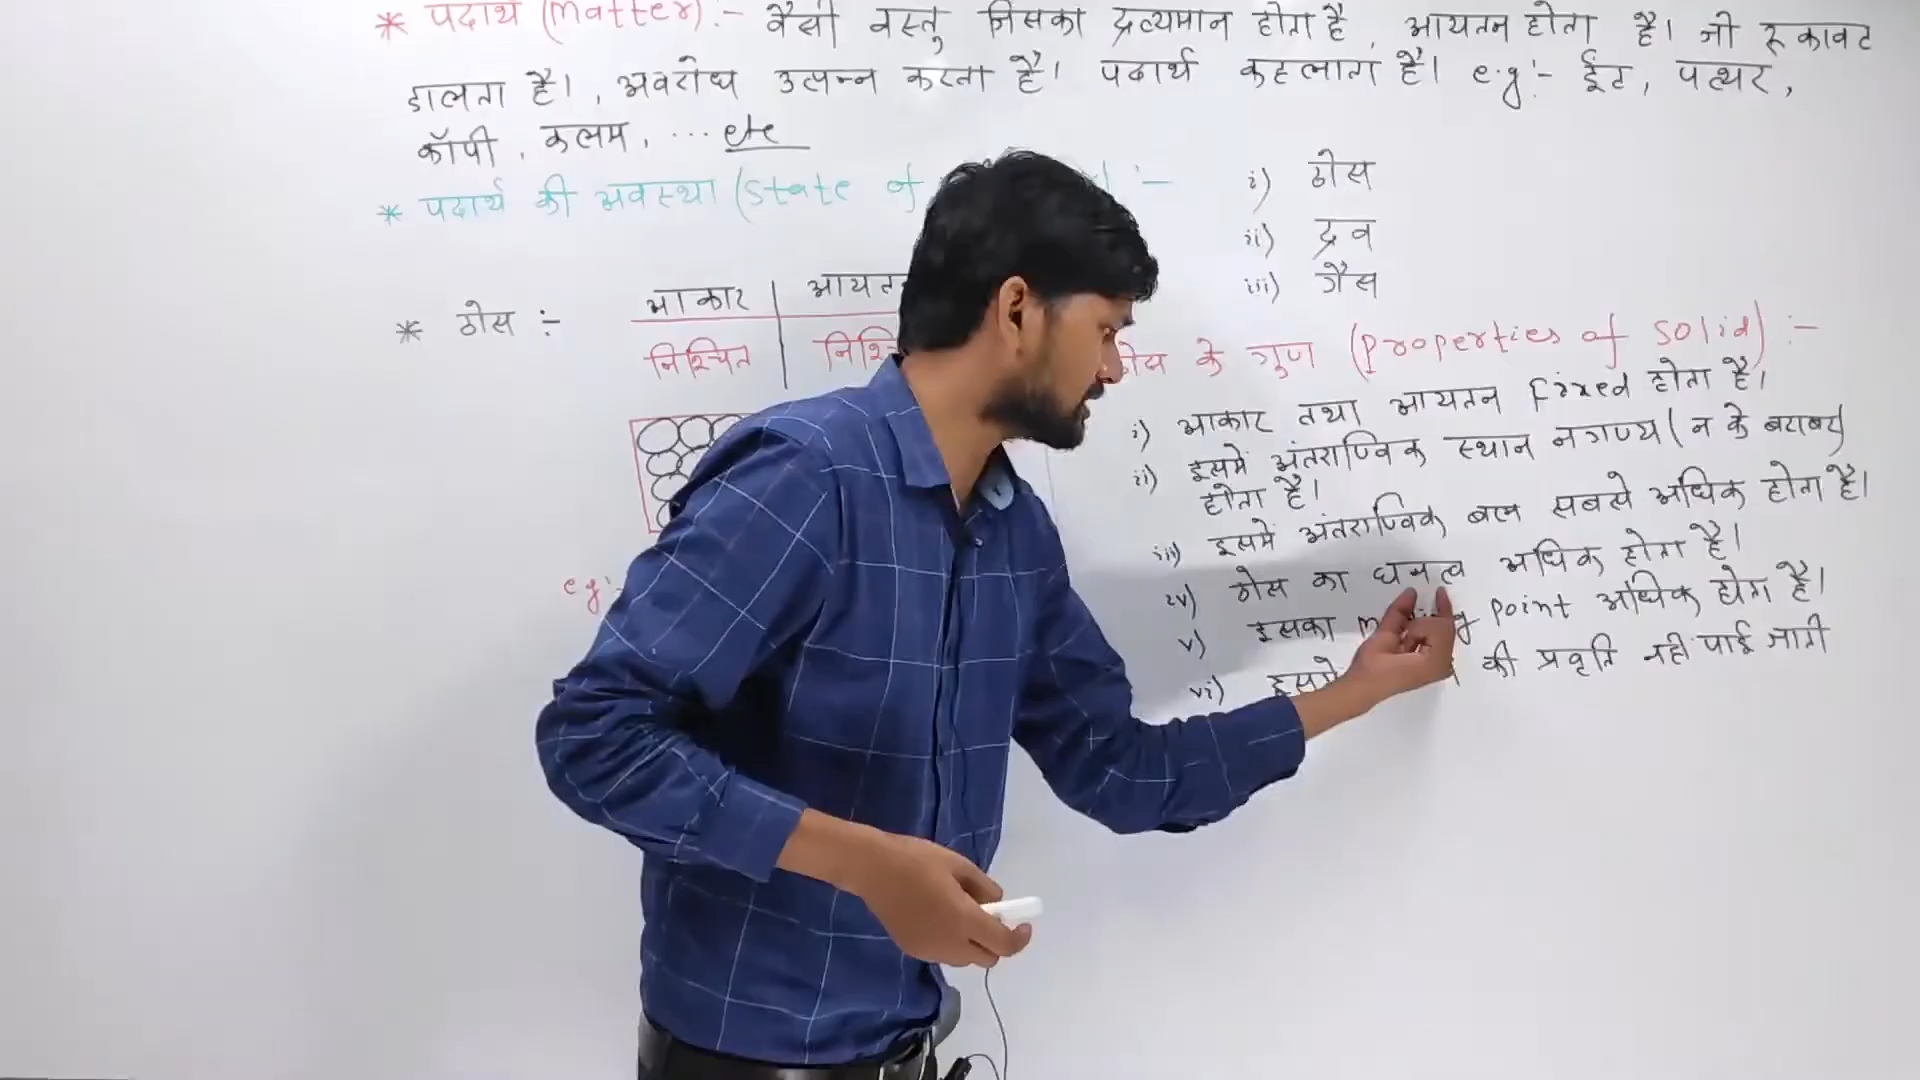 * पदार्थ (Matter) :- वैसी वस्तु जिसका द्रव्यमान होता है, आयतन होता है। जो रूकावट
डालता है।, अवरोध उत्पन्न करता है। पदार्थ कहलाता है। e.g:- ईंट, पत्थर,
कॉपी, कलम, ... etc
* पदार्थ की अवस्था (State of :-
i) ठोस
ii) द्रव
iii) गैस
* ठोस :-
आकार
निश्चित
के गुण (Properties of Solid) :-
i) आकार तथा आयतन Fixed होता है।
ii) इसमें अंतराण्विक स्थान नगण्य (न के बराबर)
होता है।
iii) इसमें अंतराण्विक बल सबसे अधिक होता है।
iv) ठोस का घनत्व अधिक होता है।
v) इसका point अधिक होता है।
vi) की प्रवृति नहीं पाई जाती
eg:-